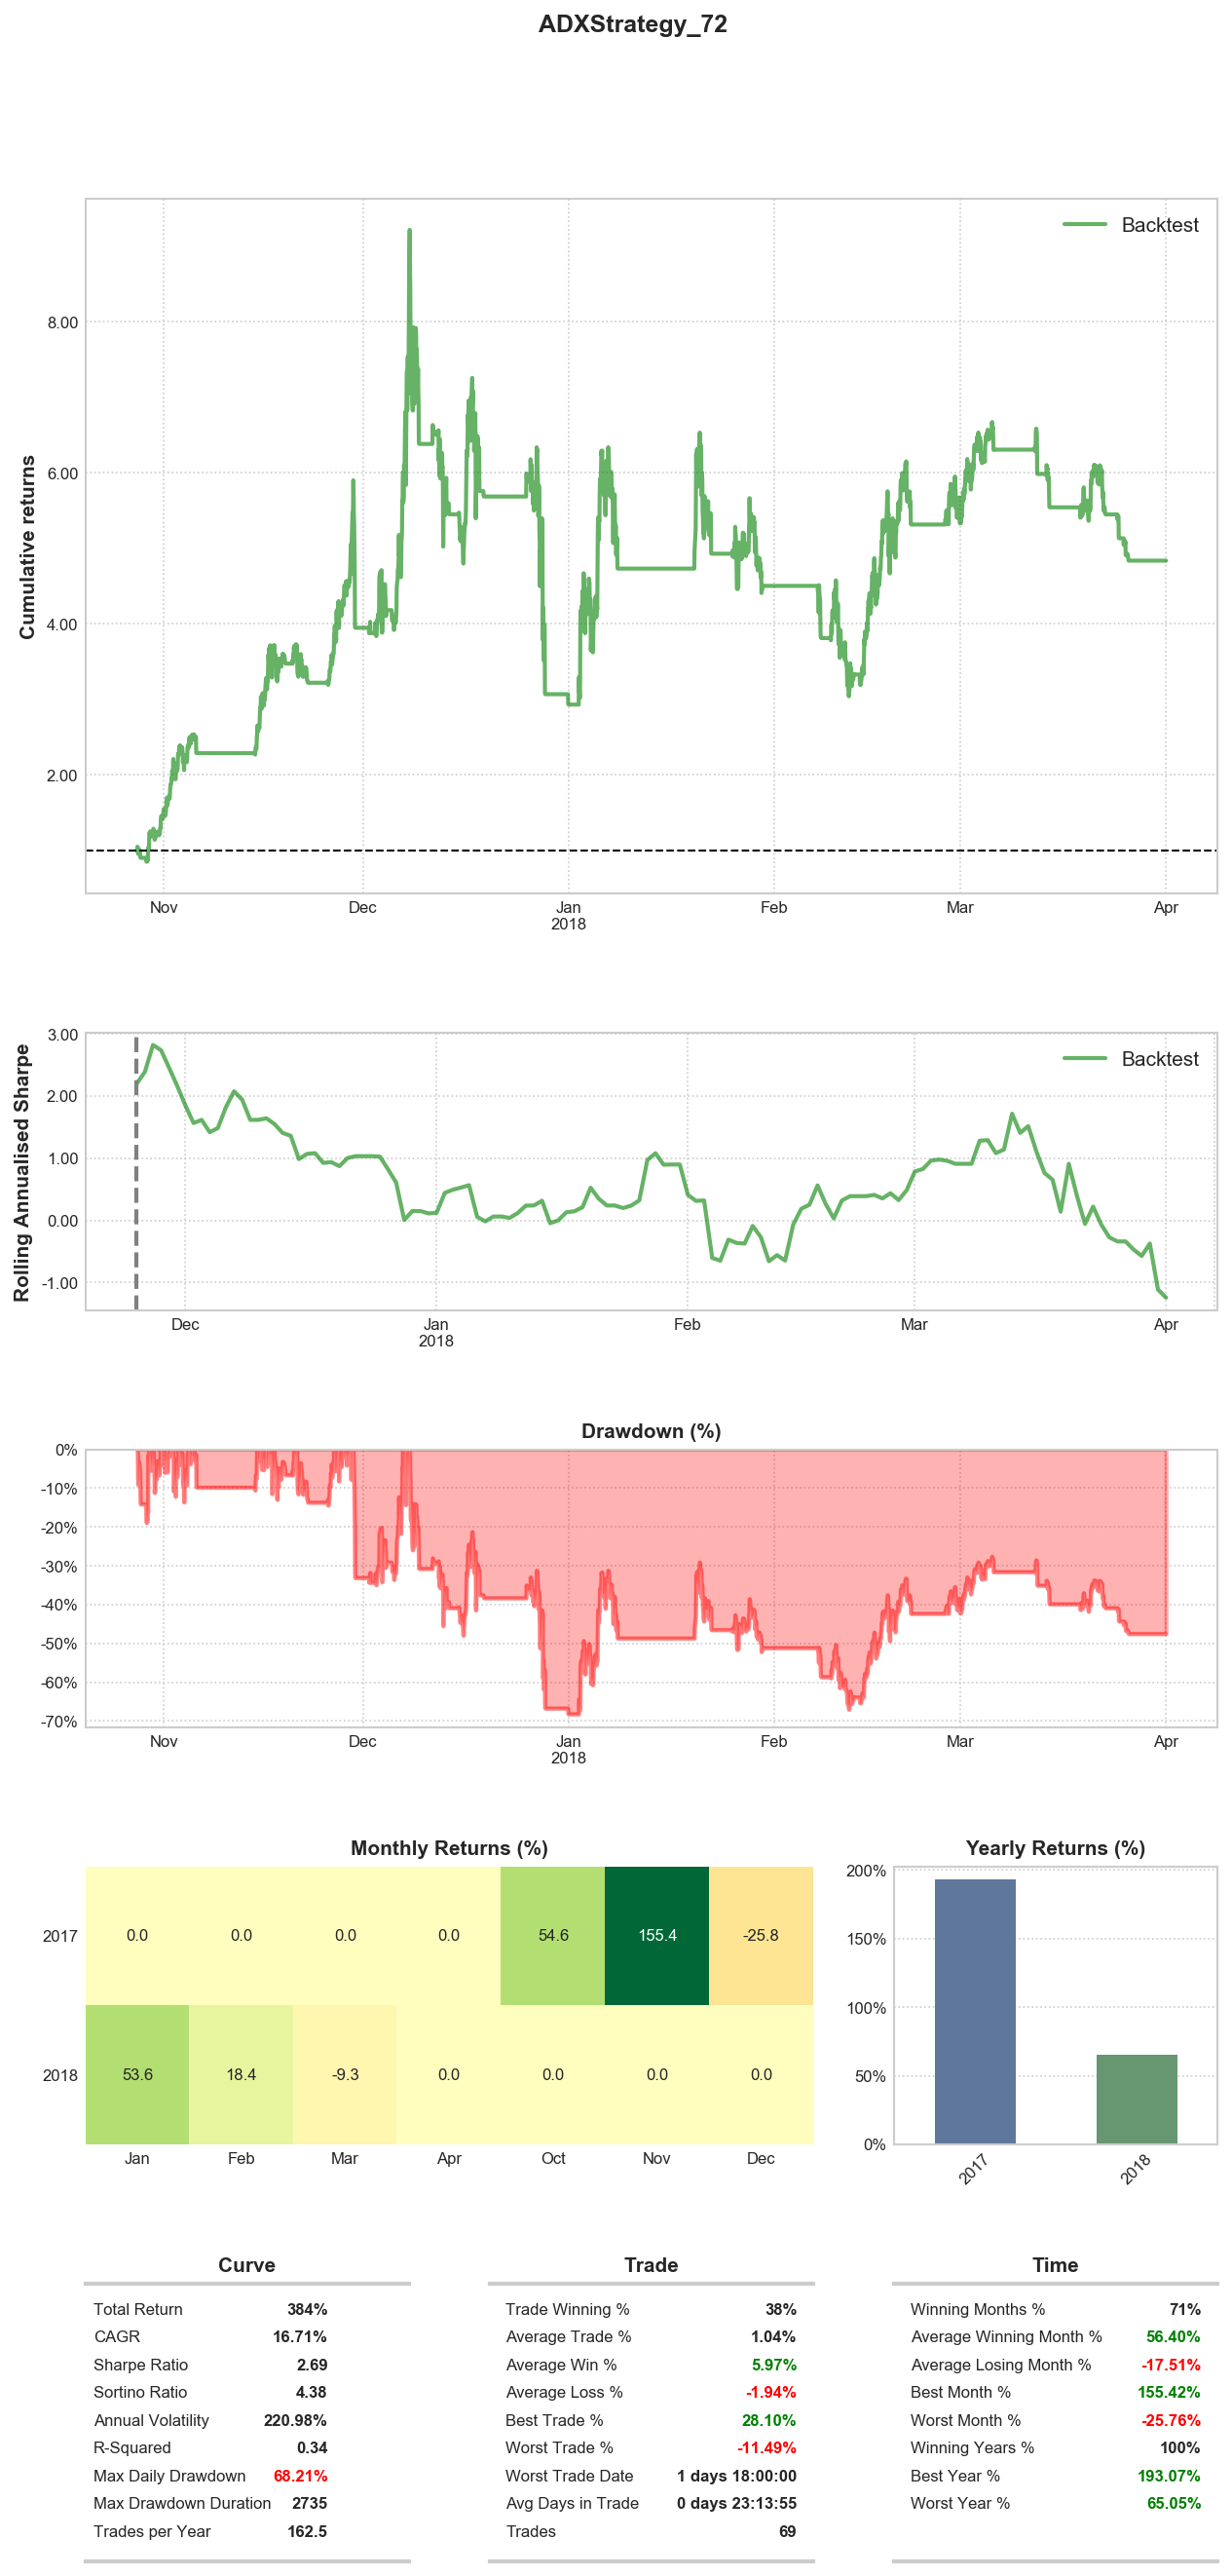 ADXStrategy_72
Backtest
Cumulative returns
8.00
6.00
4.00
2.00
Nov Dec Jan Feb Mar Apr
2018
Backtest
Rolling Annualised Sharpe
3.00
2.00
1.00
0.00
-1.00
Dec Jan Feb Mar Apr
2018
Drawdown (%)
0%
-10%
-20%
-30%
-40%
-50%
-60%
-70%
Nov Dec Jan Feb Mar Apr
2018
Monthly Returns (%)
2017 0.0 0.0 0.0 0.0 54.6 155.4 -25.8
2018 53.6 18.4 -9.3 0.0 0.0 0.0 0.0
Jan Feb Mar Apr Oct Nov Dec
Yearly Returns (%)
200%
150%
100%
50%
0%
2017 2018
Curve
Total Return 384%
CAGR 16.71%
Sharpe Ratio 2.69
Sortino Ratio 4.38
Annual Volatility 220.98%
R-Squared 0.34
Max Daily Drawdown 68.21%
Max Drawdown Duration 2735
Trades per Year 162.5
Trade
Trade Winning % 38%
Average Trade % 1.04%
Average Win % 5.97%
Average Loss % -1.94%
Best Trade % 28.10%
Worst Trade % -11.49%
Worst Trade Date 1 days 18:00:00
Avg Days in Trade 0 days 23:13:55
Trades 69
Time
Winning Months % 71%
Average Winning Month % 56.40%
Average Losing Month % -17.51%
Best Month % 155.42%
Worst Month % -25.76%
Winning Years % 100%
Best Year % 193.07%
Worst Year % 65.05%